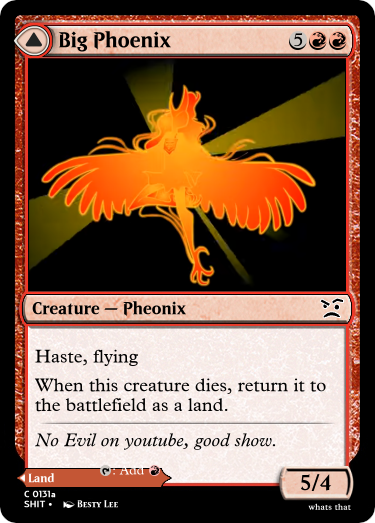 Big Phoenix 5
Creature — Pheonix
Haste, flying
When this creature dies, return it to
the battlefield as a land.
No Evil on youtube, good show.
: Add
Land
5/4
C 0131a
SHIT • Besty Lee
whats that